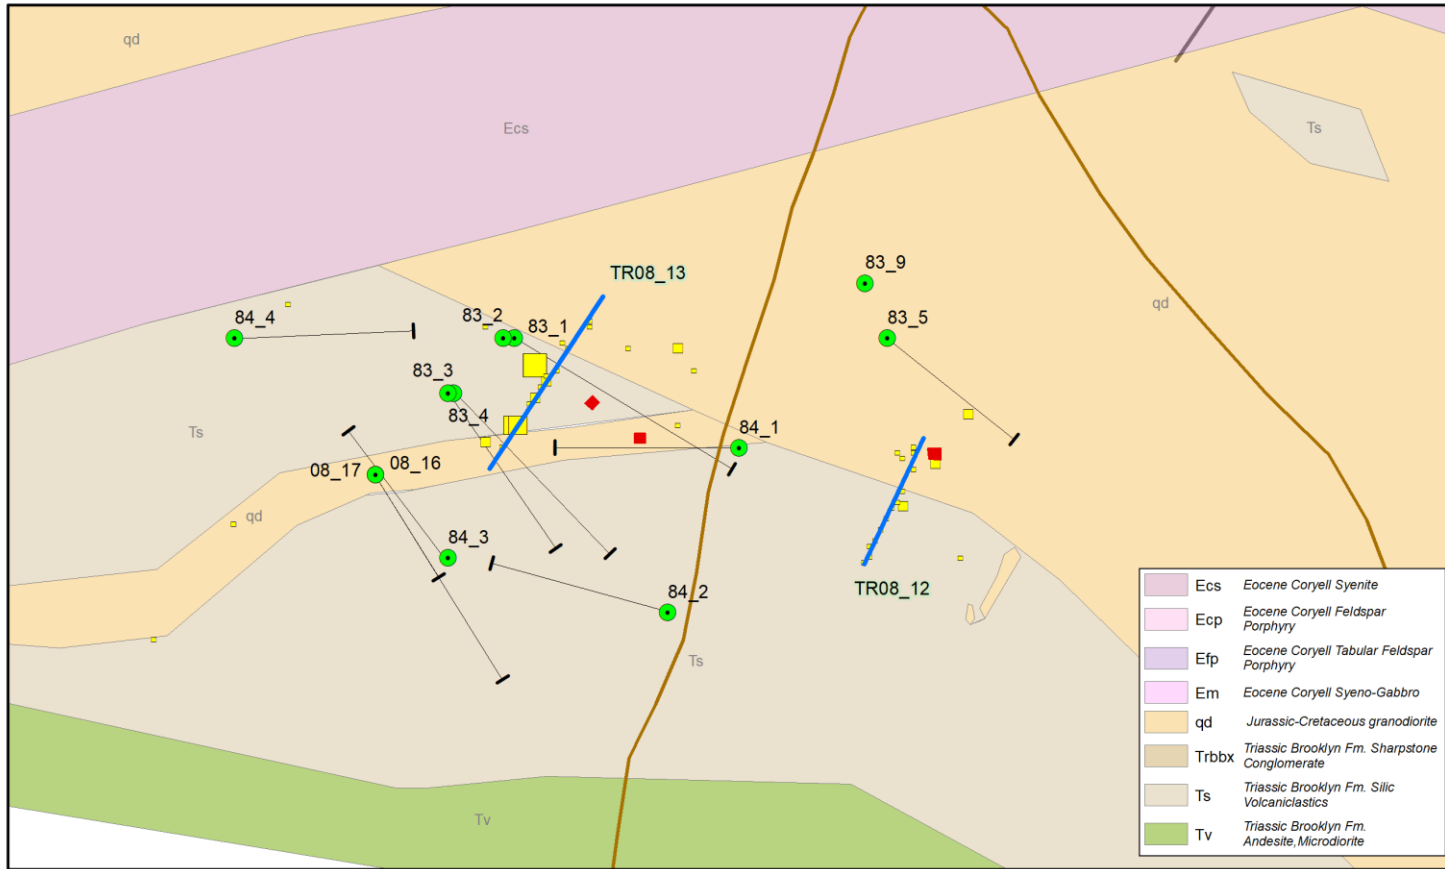 qd
Ecs
Ts
TR08_13
83_9
qd
84_4
83_2
83_1
83_5
83_3
83_4
Ts
84_1
08_17
08_16
qd
84_3
84_2
TR08_12
Ts
Tv
Ecs Eocene Coryell Syenite
Ecp Eocene Coryell Feldspar
Porphyry
Efp Eocene Coryell Tabular Feldspar
Porphyry
Em Eocene Coryell Syeno-Gabbro
qd Jurassic-Cretaceous granodiorite
Trbbx Triassic Brooklyn Fm. Sharpstone
Conglomerate
Ts Triassic Brooklyn Fm. Silic
Volcaniclastics
Tv Triassic Brooklyn Fm.
Andesite,Microdiorite